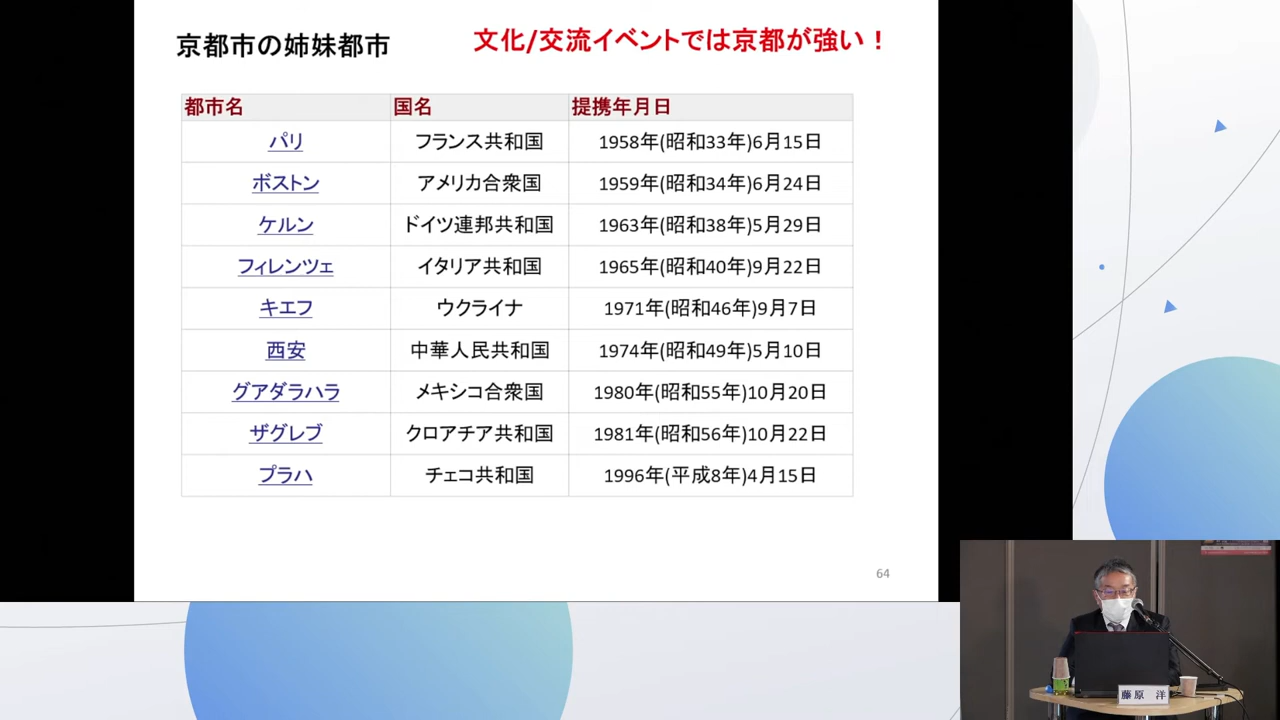 京都市の姉妹都市
文化/交流イベントでは京都が強い！
都市名 国名 提携年月日
パリ フランス共和国 1958年(昭和33年)6月15日
ボストン アメリカ合衆国 1959年(昭和34年)6月24日
ケルン ドイツ連邦共和国 1963年(昭和38年)5月29日
フィレンツェ イタリア共和国 1965年(昭和40年)9月22日
キエフ ウクライナ 1971年(昭和46年)9月7日
西安 中華人民共和国 1974年(昭和49年)5月10日
グアダラハラ メキシコ合衆国 1980年(昭和55年)10月20日
ザグレブ クロアチア共和国 1981年(昭和56年)10月22日
プラハ チェコ共和国 1996年(平成8年)4月15日
64
藤原 洋